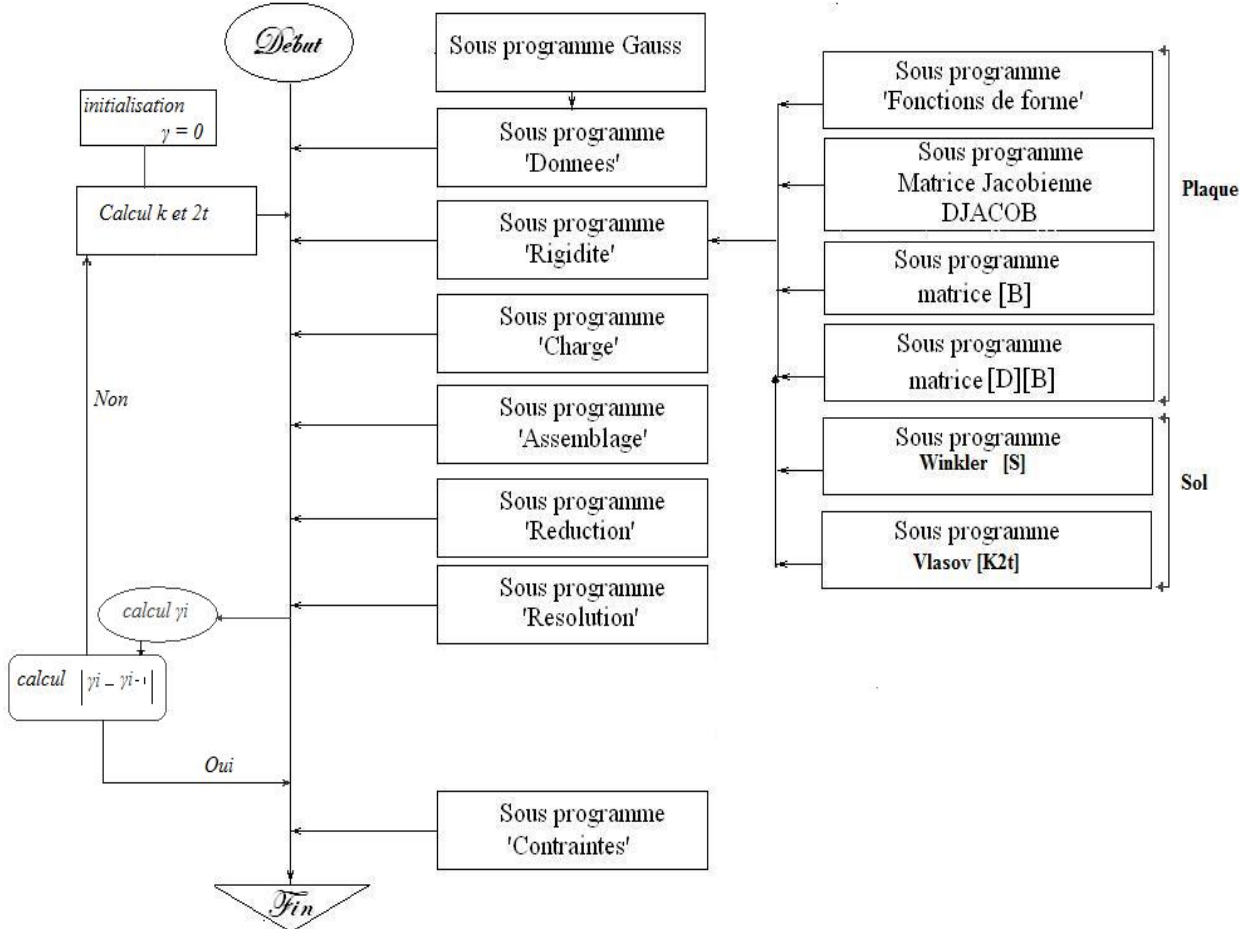 Début
initialisation
γ = 0
Calcul k et 2t
Non
calcul γi
calcul |γi - γi-1|
Oui
Fin
Sous programme Gauss
Sous programme
'Donnees'
Sous programme
'Rigidite'
Sous programme
'Charge'
Sous programme
'Assemblage'
Sous programme
'Reduction'
Sous programme
'Resolution'
Sous programme
'Contraintes'
Sous programme
'Fonctions de forme'
Sous programme
Matrice Jacobienne
DJACOB
Sous programme
matrice [B]
Sous programme
matrice [D][B]
Plaque
Sous programme
Winkler [S]
Sous programme
Vlasov [K2t]
Sol